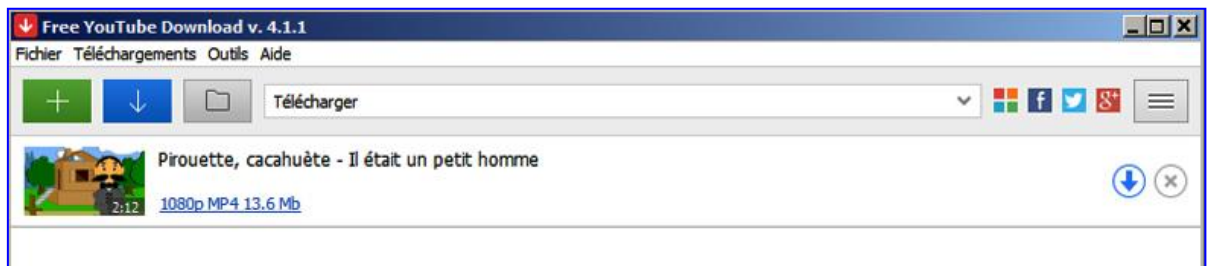 Free YouTube Download v. 4.1.1
Fichier Téléchargements Outils Aide
Télécharger
Pirouette, cacahuète - Il était un petit homme
2:12
1080p MP4 13.6 Mb